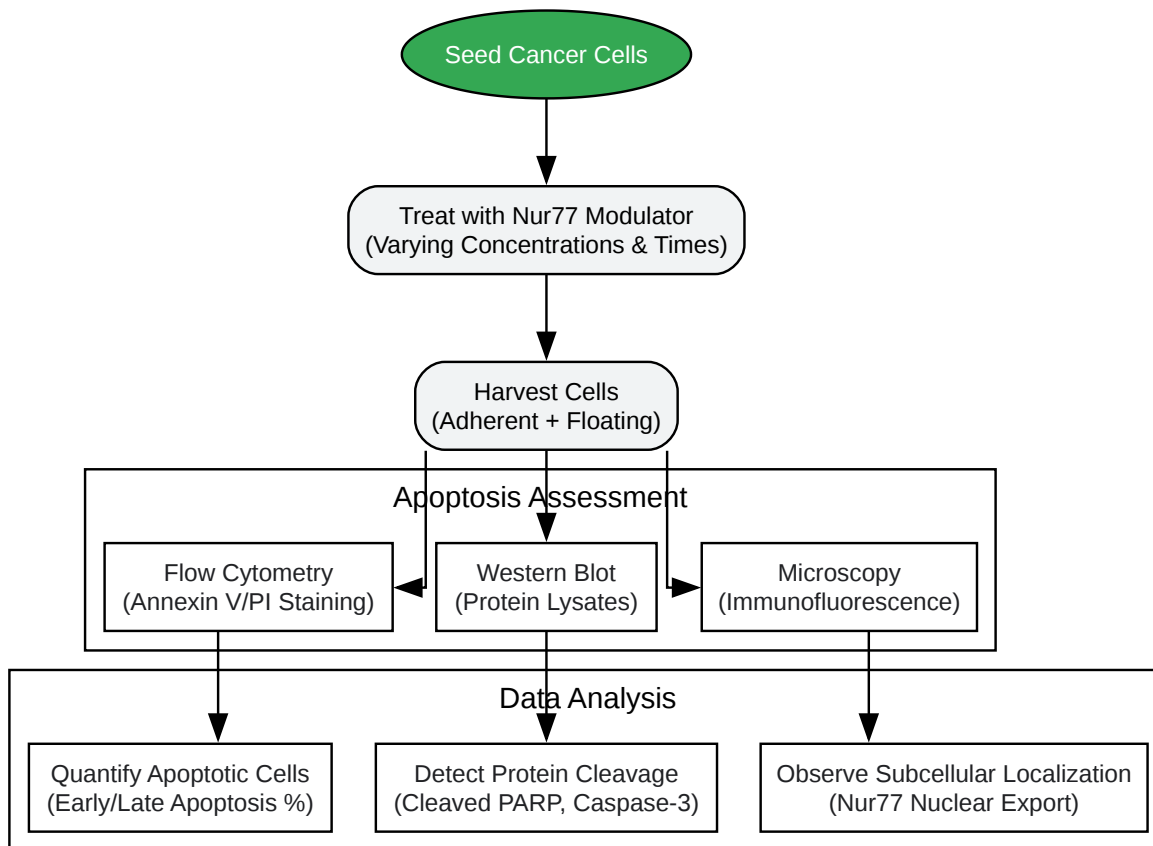 Seed Cancer Cells
Treat with Nur77 Modulator
(Varying Concentrations & Times)
Harvest Cells
(Adherent + Floating)
Apoptosis Assessment
Flow Cytometry
(Annexin V/PI Staining)
Western Blot
(Protein Lysates)
Microscopy
(Immunofluorescence)
Data Analysis
Quantify Apoptotic Cells
(Early/Late Apoptosis %)
Detect Protein Cleavage
(Cleaved PARP, Caspase-3)
Observe Subcellular Localization
(Nur77 Nuclear Export)